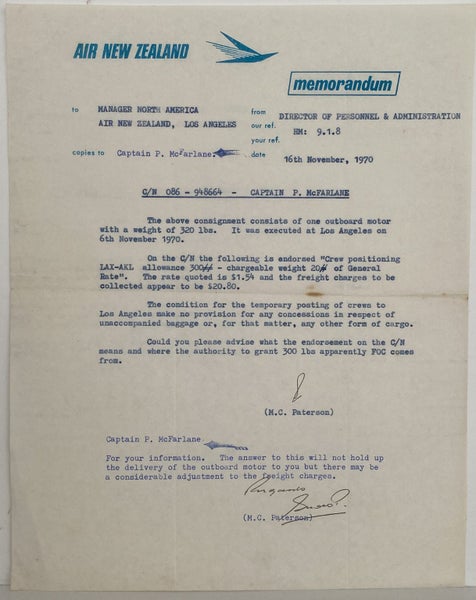 AIR NEW ZEALAND
memorandum
to MANAGER NORTH AMERICA
AIR NEW ZEALAND, LOS ANGELES
from DIRECTOR OF PERSONNEL & ADMINISTRATION
our ref. HM: 9.1.8
your ref.
copies to Captain P. McFarlane.
date 16th November, 1970
C/N 086 - 948664 - CAPTAIN P. McFARLANE
The above consignment consists of one outboard motor
with a weight of 320 lbs. It was executed at Los Angeles on
6th November 1970.
On the C/N the following is endorsed "Crew positioning
LAX-AKL allowance 300## - chargeable weight 20# of General
Rate". The rate quoted is $1.54 and the freight charges to be
collected appear to be $20.80.
The condition for the temporary posting of crews to
Los Angeles make no provision for any concessions in respect of
unaccompanied baggage or, for that matter, any other form of cargo.
Could you please advise what the endorsement on the C/N
means and where the authority to grant 300 lbs apparently FOC comes
from.
(M.C. Paterson)
Captain P. McFarlane
For your information. The answer to this will not hold up
the delivery of the outboard motor to you but there may be
a considerable adjustment to the freight charges.
Regards
(M.C. Paterson)